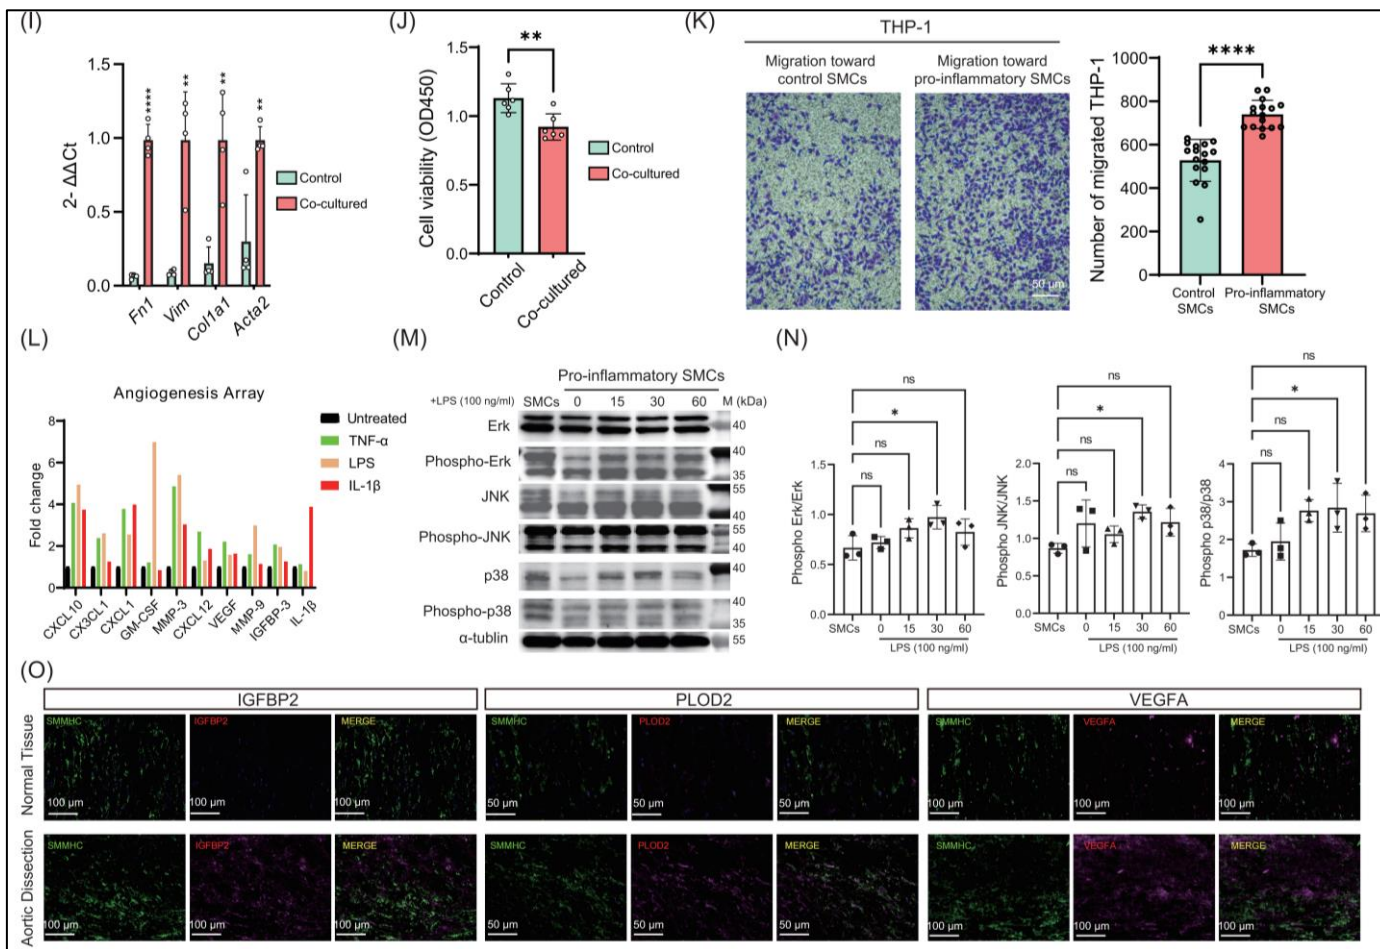 (I)
2- ΔΔCt
1.5
1.0
0.5
0.0
****
**
**
**
Control
Co-cultured
Fn1
Vim
Col1a1
Acta2
(J)
Cell viability (OD450)
1.5
1.0
0.5
0.0
**
Control
Co-cultured
Control
Co-cultured
(K)
THP-1
Migration toward
control SMCs
Migration toward
pro-inflammatory SMCs
50 μm
Number of migrated THP-1
1000
800
600
400
200
0
****
Control
SMCs
Pro-inflammatory
SMCs
(L)
Angiogenesis Array
Fold change
8
6
4
2
0
Untreated
TNF-α
LPS
IL-1β
CXCL10
CX3CL1
CXCL1
GM-CSF
MMP-3
CXCL12
VEGF
MMP-9
IGFBP-3
IL-1β
(M)
Pro-inflammatory SMCs
+LPS (100 ng/ml) SMCs 0 15 30 60 M (kDa)
Erk
40
Phospho-Erk
40
35
JNK
55
40
Phospho-JNK
55
40
p38
40
Phospho-p38
40
35
α-tublin
55
(N)
Phospho Erk/Erk
1.5
1.0
0.5
0.0
ns
*
ns
ns
SMCs 0 15 30 60
LPS (100 ng/ml)
Phospho JNK/JNK
2.0
1.5
1.0
0.5
0.0
ns
*
ns
ns
SMCs 0 15 30 60
LPS (100 ng/ml)
Phospho p38/p38
4
3
2
1
0
ns
*
ns
ns
SMCs 0 15 30 60
LPS (100 ng/ml)
(O)
IGFBP2
PLOD2
VEGFA
Normal Tissue
SMMHC IGFBP2 MERGE SMMHC PLOD2 MERGE SMMHC VEGFA MERGE
100 μm 100 μm 100 μm 50 μm 50 μm 50 μm 100 μm 100 μm 100 μm
Aortic Dissection
SMMHC IGFBP2 MERGE SMMHC PLOD2 MERGE SMMHC VEGFA MERGE
100 μm 100 μm 100 μm 50 μm 50 μm 50 μm 100 μm 100 μm 100 μm